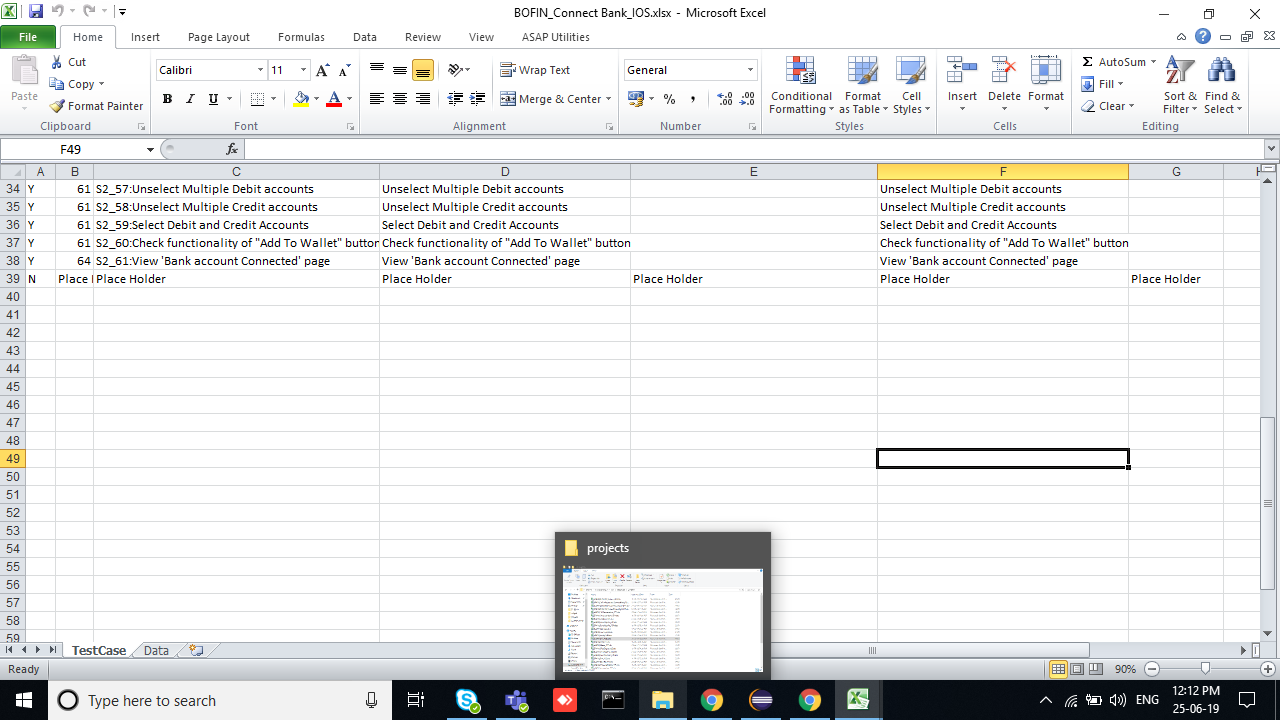 BOFIN_Connect Bank_IOS.xlsx - Microsoft Excel
File Home Insert Page Layout Formulas Data Review View ASAP Utilities
Paste Cut Copy Format Painter Clipboard
Calibri 11 Font
Wrap Text Merge & Center Alignment
General Number
Conditional Formatting Format as Table Cell Styles Styles
Insert Delete Format Cells
AutoSum Fill Clear Sort & Filter Find & Select Editing
F49 fx
A B C D E F G
34 Y 61 S2_57:Unselect Multiple Debit accounts Unselect Multiple Debit accounts Unselect Multiple Debit accounts
35 Y 61 S2_58:Unselect Multiple Credit accounts Unselect Multiple Credit accounts Unselect Multiple Credit accounts
36 Y 61 S2_59:Select Debit and Credit Accounts Select Debit and Credit Accounts Select Debit and Credit Accounts
37 Y 61 S2_60:Check functionality of "Add To Wallet" button Check functionality of "Add To Wallet" button Check functionality of "Add To Wallet" button
38 Y 64 S2_61:View 'Bank account Connected' page View 'Bank account Connected' page View 'Bank account Connected' page
39 N Place Place Holder Place Holder Place Holder Place Holder Place Holder
40
41
42
43
44
45
46
47
48
49
50
51
52
53
54
55
56
57
58
59
projects
TestCase Data
Ready 90%
Type here to search
ENG 12:12 PM
25-06-19